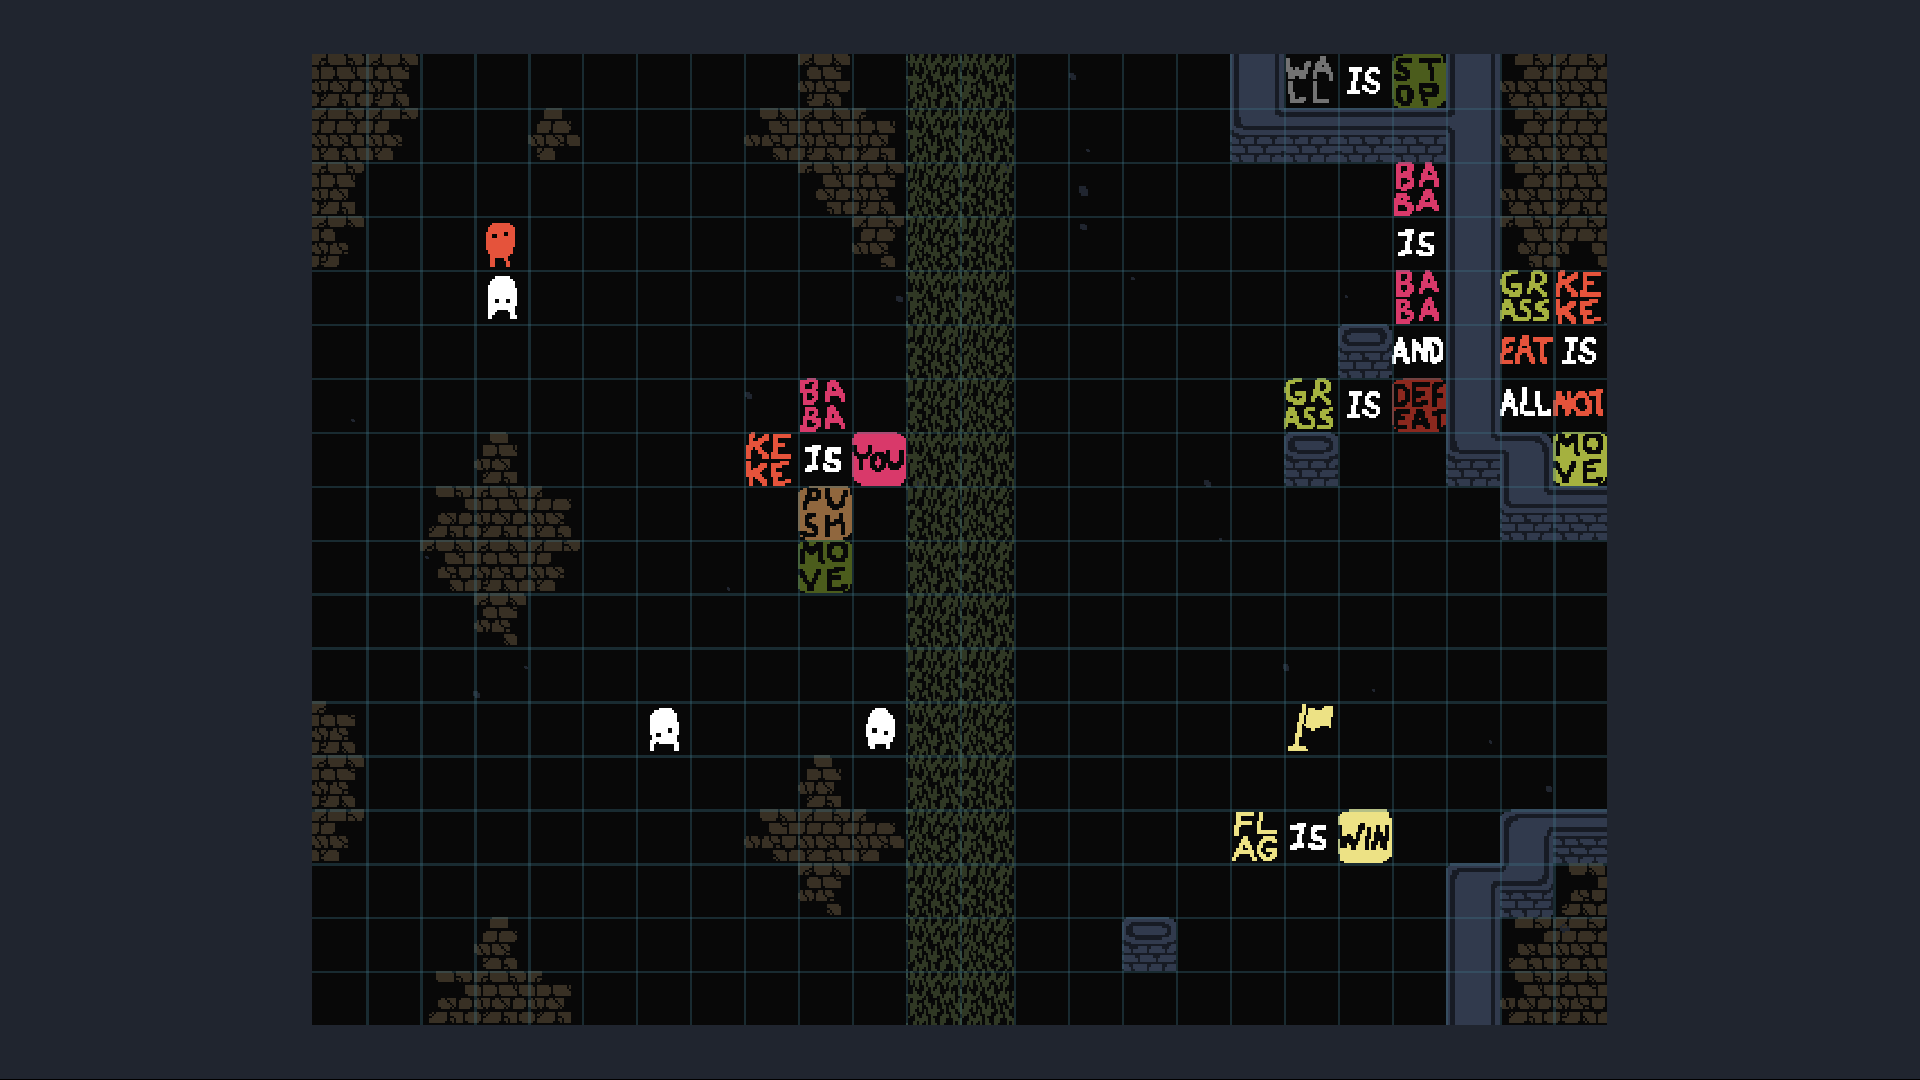 WALL IS STOP
BABA
IS
BABA GRASS KEKE
AND EAT IS
BABA GRASS IS DEFEAT ALL NOT
KEKE IS YOU MOVE
PUSH
MOVE
FLAG IS WIN